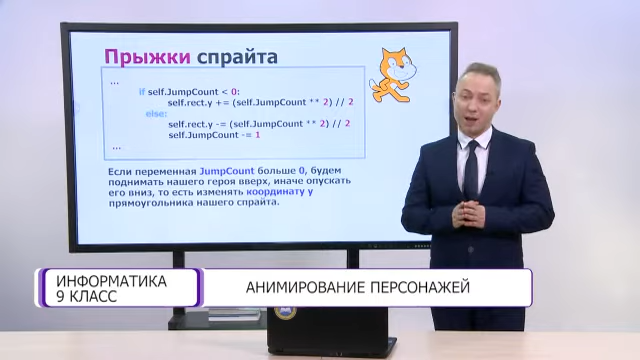 Прыжки спрайта
...
if self.JumpCount < 0:
self.rect.y += (self.JumpCount ** 2) // 2
else:
self.rect.y -= (self.JumpCount ** 2) // 2
self.JumpCount -= 1
...
Если переменная JumpCount больше 0, будем
поднимать нашего героя вверх, иначе опускать
его вниз, то есть изменять координату y
прямоугольника нашего спрайта.
ИНФОРМАТИКА
9 КЛАСС
АНИМИРОВАНИЕ ПЕРСОНАЖЕЙ